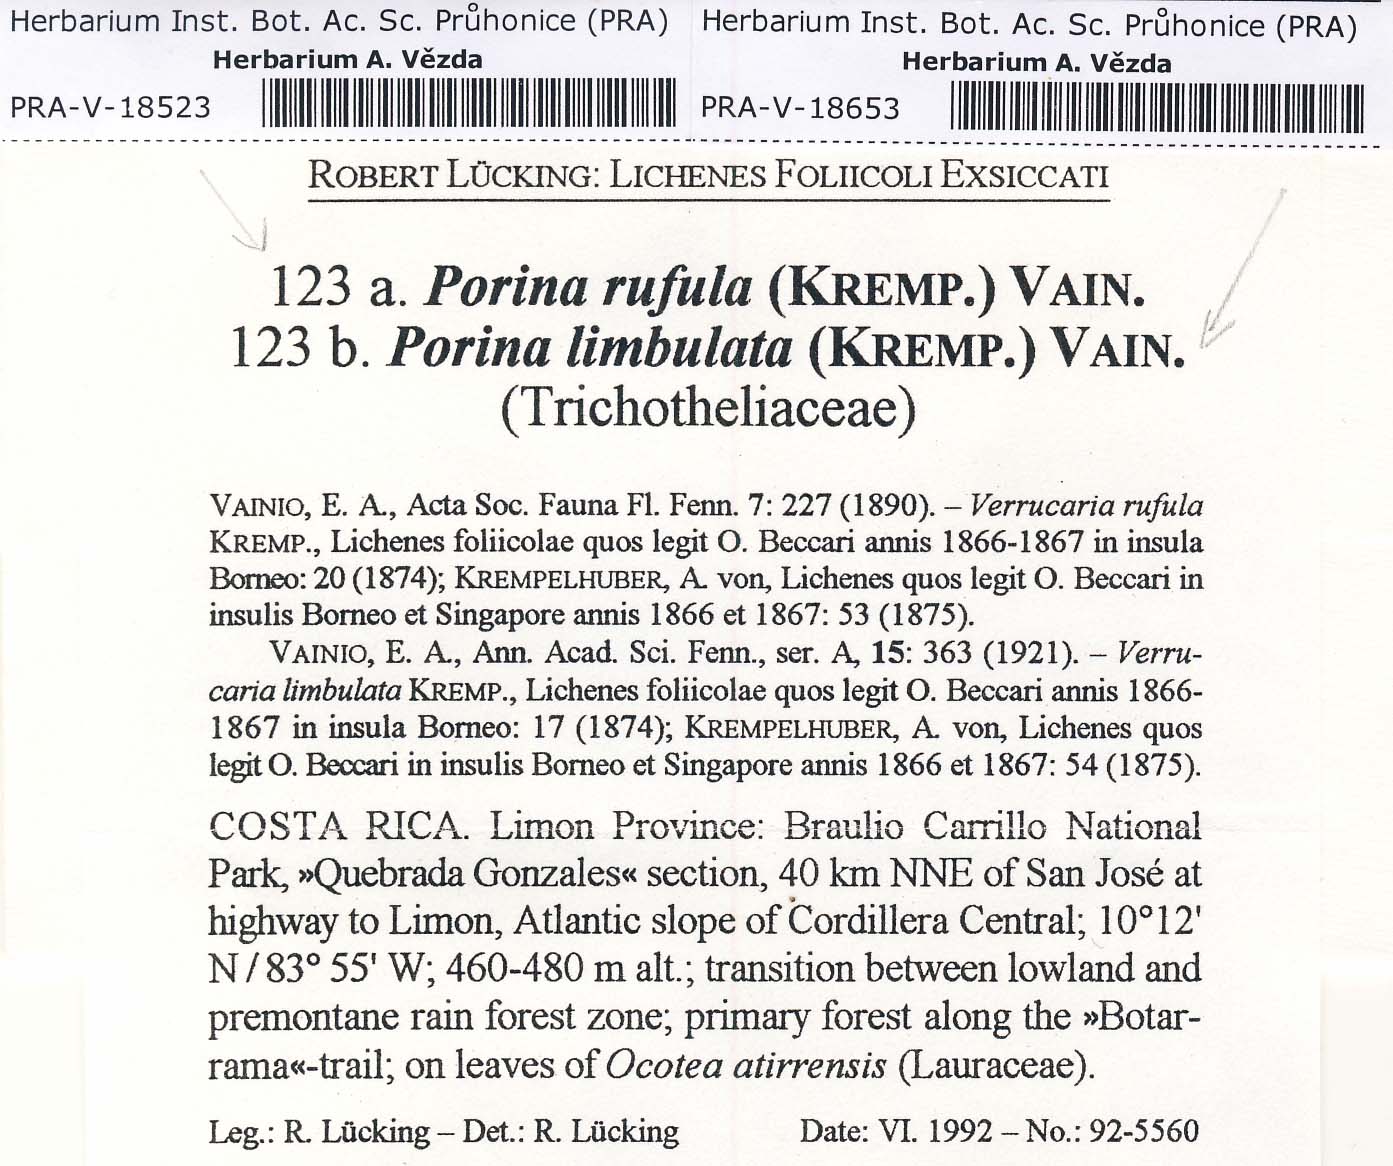 Herbarium Inst. Bot. Ac. Sc. Průhonice (PRA)
Herbarium A. Vězda
PRA-V-18523
Herbarium Inst. Bot. Ac. Sc. Průhonice (PRA)
Herbarium A. Vězda
PRA-V-18653
ROBERT LÜCKING: LICHENES FOLIICOLI EXSICCATI
123 a. Porina rufula (KREMP.) VAIN.
123 b. Porina limbulata (KREMP.) VAIN.
(Trichotheliaceae)
VAINIO, E. A., Acta Soc. Fauna Fl. Fenn. 7: 227 (1890). – Verrucaria rufula
KREMP., Lichenes foliicolae quos legit O. Beccari annis 1866-1867 in insula
Borneo: 20 (1874); KREMPELHUBER, A. von, Lichenes quos legit O. Beccari in
insulis Borneo et Singapore annis 1866 et 1867: 53 (1875).
VAINIO, E. A., Ann. Acad. Sci. Fenn., ser. A, 15: 363 (1921). – Verru-
caria limbulata KREMP., Lichenes foliicolae quos legit O. Beccari annis 1866-
1867 in insula Borneo: 17 (1874); KREMPELHUBER, A. von, Lichenes quos
legit O. Beccari in insulis Borneo et Singapore annis 1866 et 1867: 54 (1875).
COSTA RICA. Limon Province: Braulio Carrillo National
Park, »Quebrada Gonzales« section, 40 km NNE of San José at
highway to Limon, Atlantic slope of Cordillera Central; 10°12'
N / 83° 55' W; 460-480 m alt.; transition between lowland and
premontane rain forest zone; primary forest along the »Botar-
rama«-trail; on leaves of Ocotea atirrensis (Lauraceae).
Leg.: R. Lücking – Det.: R. Lücking
Date: VI. 1992 – No.: 92-5560